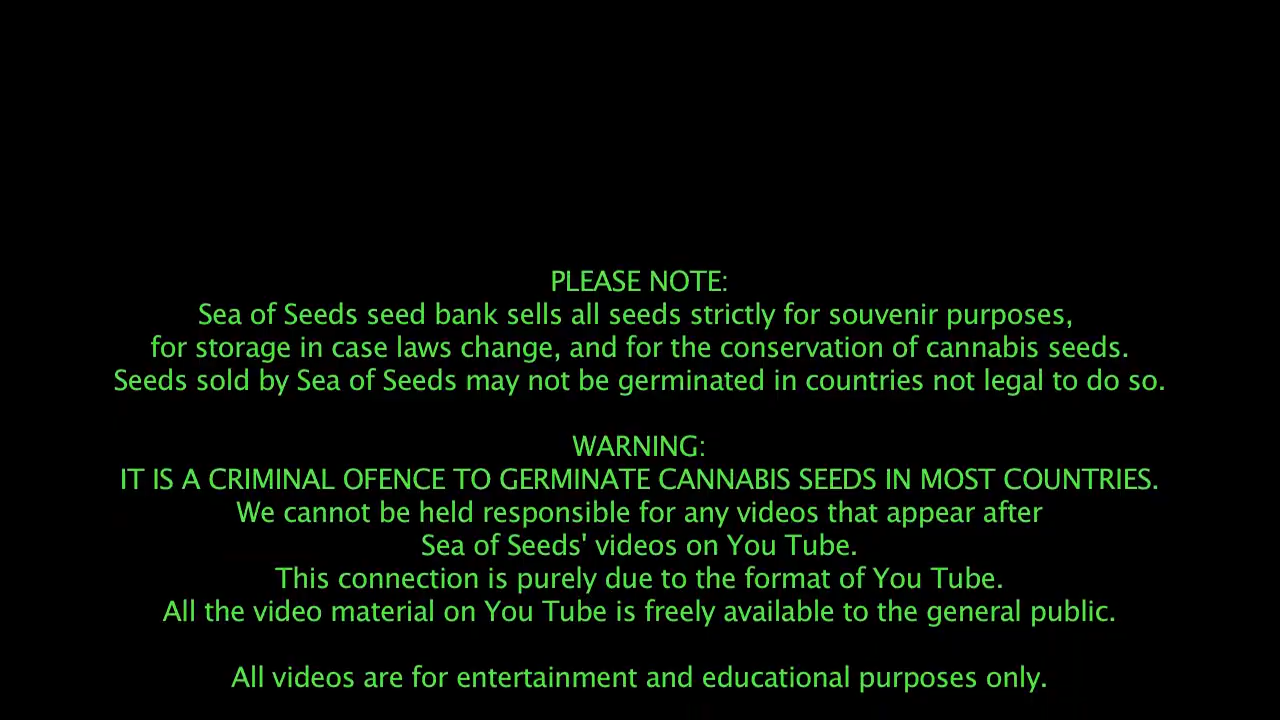 PLEASE NOTE:
Sea of Seeds seed bank sells all seeds strictly for souvenir purposes,
for storage in case laws change, and for the conservation of cannabis seeds.
Seeds sold by Sea of Seeds may not be germinated in countries not legal to do so.
WARNING:
IT IS A CRIMINAL OFENCE TO GERMINATE CANNABIS SEEDS IN MOST COUNTRIES.
We cannot be held responsible for any videos that appear after
Sea of Seeds' videos on You Tube.
This connection is purely due to the format of You Tube.
All the video material on You Tube is freely available to the general public.
All videos are for entertainment and educational purposes only.